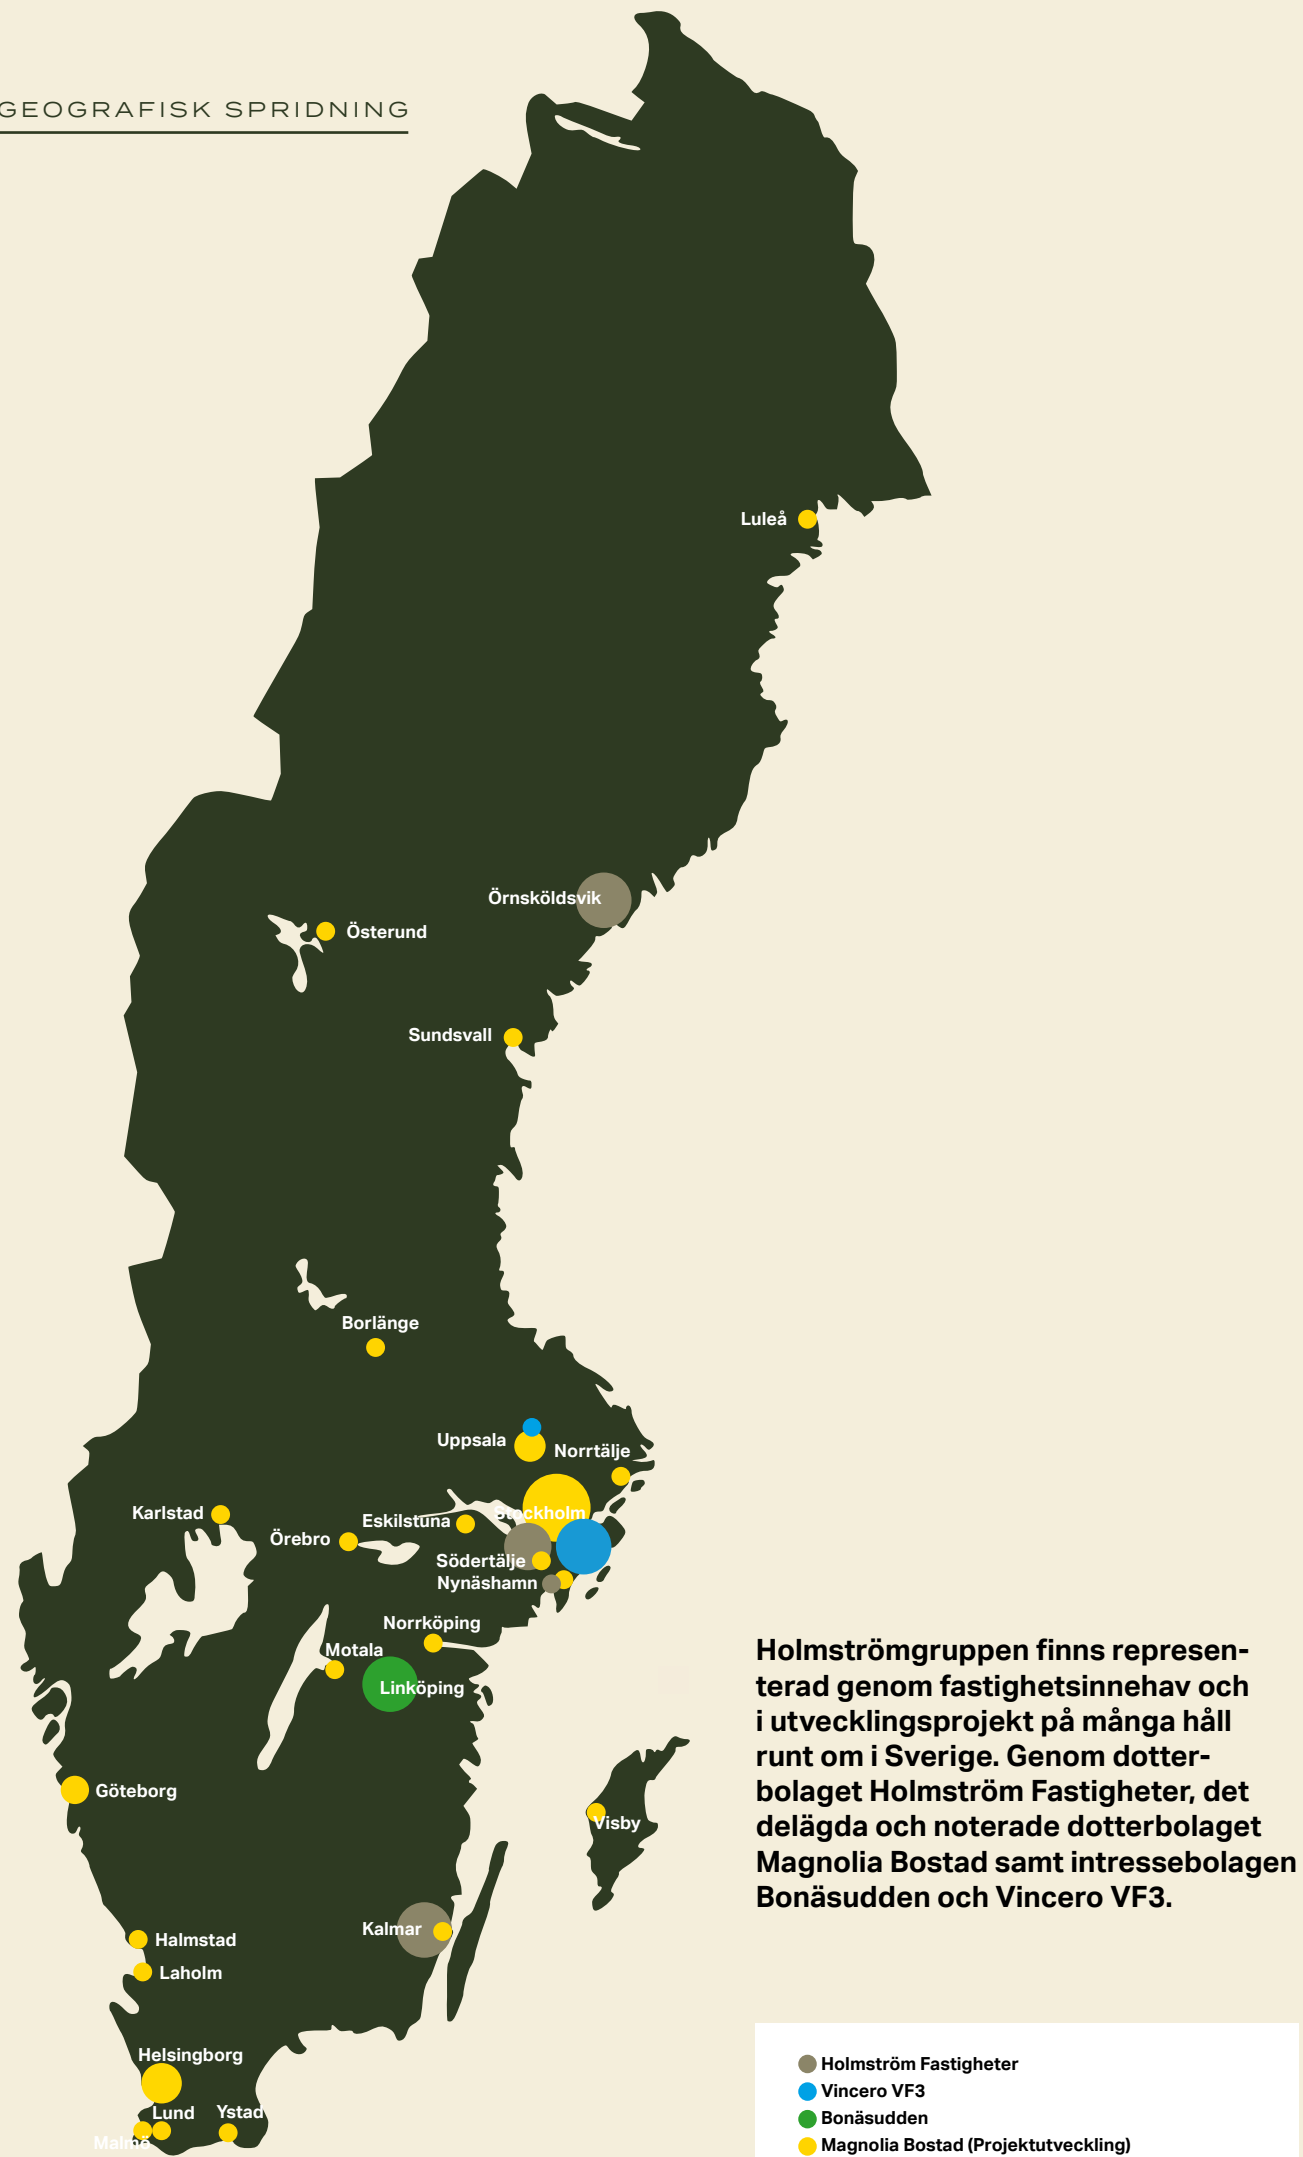 GEOGRAFISK SPRIDNING
Luleå
Örnsköldsvik
Österund
Sundsvall
Borlänge
Uppsala
Norrtälje
Karlstad
Stockholm
Eskilstuna
Örebro
Södertälje
Nynäshamn
Norrköping
Motala
Linköping
Göteborg
Visby
Kalmar
Halmstad
Laholm
Helsingborg
Lund
Ystad
Malmö
Holmströmgruppen finns represen-
terad genom fastighetsinnehav och
i utvecklingsprojekt på många håll
runt om i Sverige. Genom dotter-
bolaget Holmström Fastigheter, det
delägda och noterade dotterbolaget
Magnolia Bostad samt intressebolagen
Bonäsudden och Vincero VF3.
Holmström Fastigheter
Vincero VF3
Bonäsudden
Magnolia Bostad (Projektutveckling)